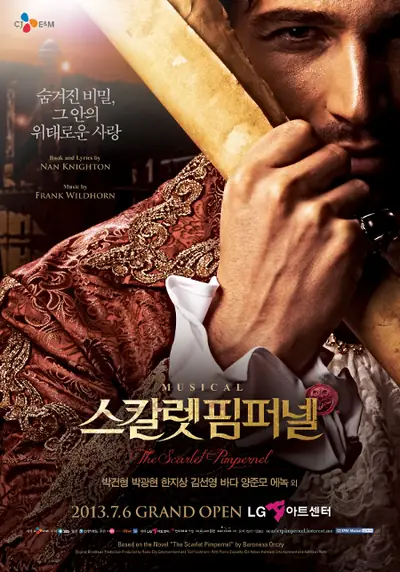 CJ E&M
숨겨진 비밀,
그 안의
위태로운 사랑
Book and Lyrics by
NAN KNIGHTON
Music by
FRANK WILDHORN
MUSICAL
스칼렛 핌퍼넬
The Scarlet Pimpernel
박건형 박광현 한지상 김선영 바다 양준모 에녹 외
2013.7.6 GRAND OPEN LG아트센터
Based on the Novel "The Scarlet Pimpernel" by Baroness Orczy